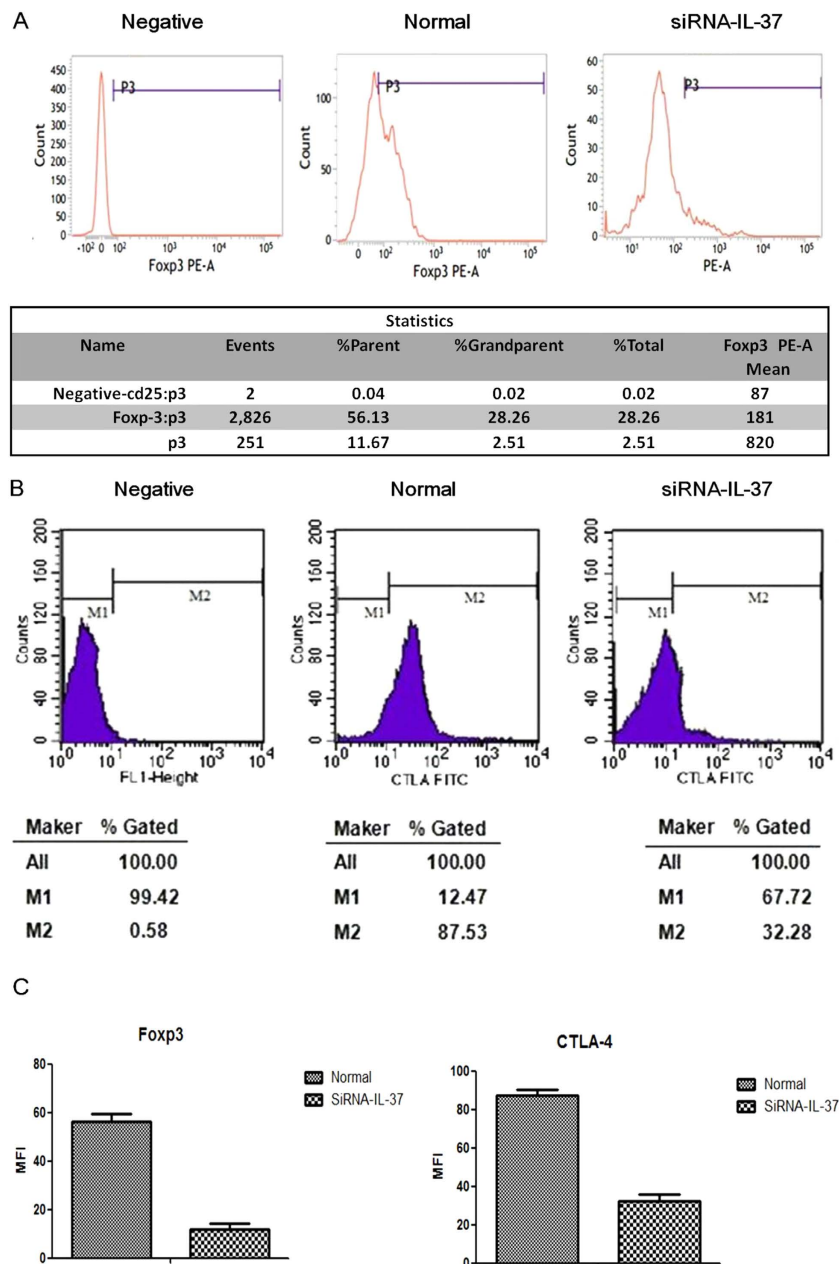 A
Negative
Normal
siRNA-IL-37
450
400
350
300
250
200
150
100
50
0
Count
P3
-10² 0 10² 10³ 10⁴ 10⁵
Foxp3 PE-A
100
50
0
Count
P3
0 10² 10³ 10⁴ 10⁵
Foxp3 PE-A
60
50
40
30
20
10
0
Count
P3
10¹ 10² 10³ 10⁴ 10⁵
PE-A
Statistics
Name Events %Parent %Grandparent %Total Foxp3 PE-A Mean
Negative-cd25:p3 2 0.04 0.02 0.02 87
Foxp-3:p3 2,826 56.13 28.26 28.26 181
p3 251 11.67 2.51 2.51 820
B
Negative
Normal
siRNA-IL-37
200
160
120
80
40
0
Counts
M1
M2
10⁰ 10¹ 10² 10³ 10⁴
FL1-Height
200
160
120
80
40
0
Counts
M1
M2
10⁰ 10¹ 10² 10³ 10⁴
CTLA FITC
200
160
120
80
40
0
Counts
M1
M2
10⁰ 10¹ 10² 10³ 10⁴
CTLA FITC
Maker % Gated
All 100.00
M1 99.42
M2 0.58
Maker % Gated
All 100.00
M1 12.47
M2 87.53
Maker % Gated
All 100.00
M1 67.72
M2 32.28
C
Foxp3
80
60
40
20
0
MFI
Normal
SiRNA-IL-37
CTLA-4
100
80
60
40
20
0
MFI
Normal
SiRNA-IL-37